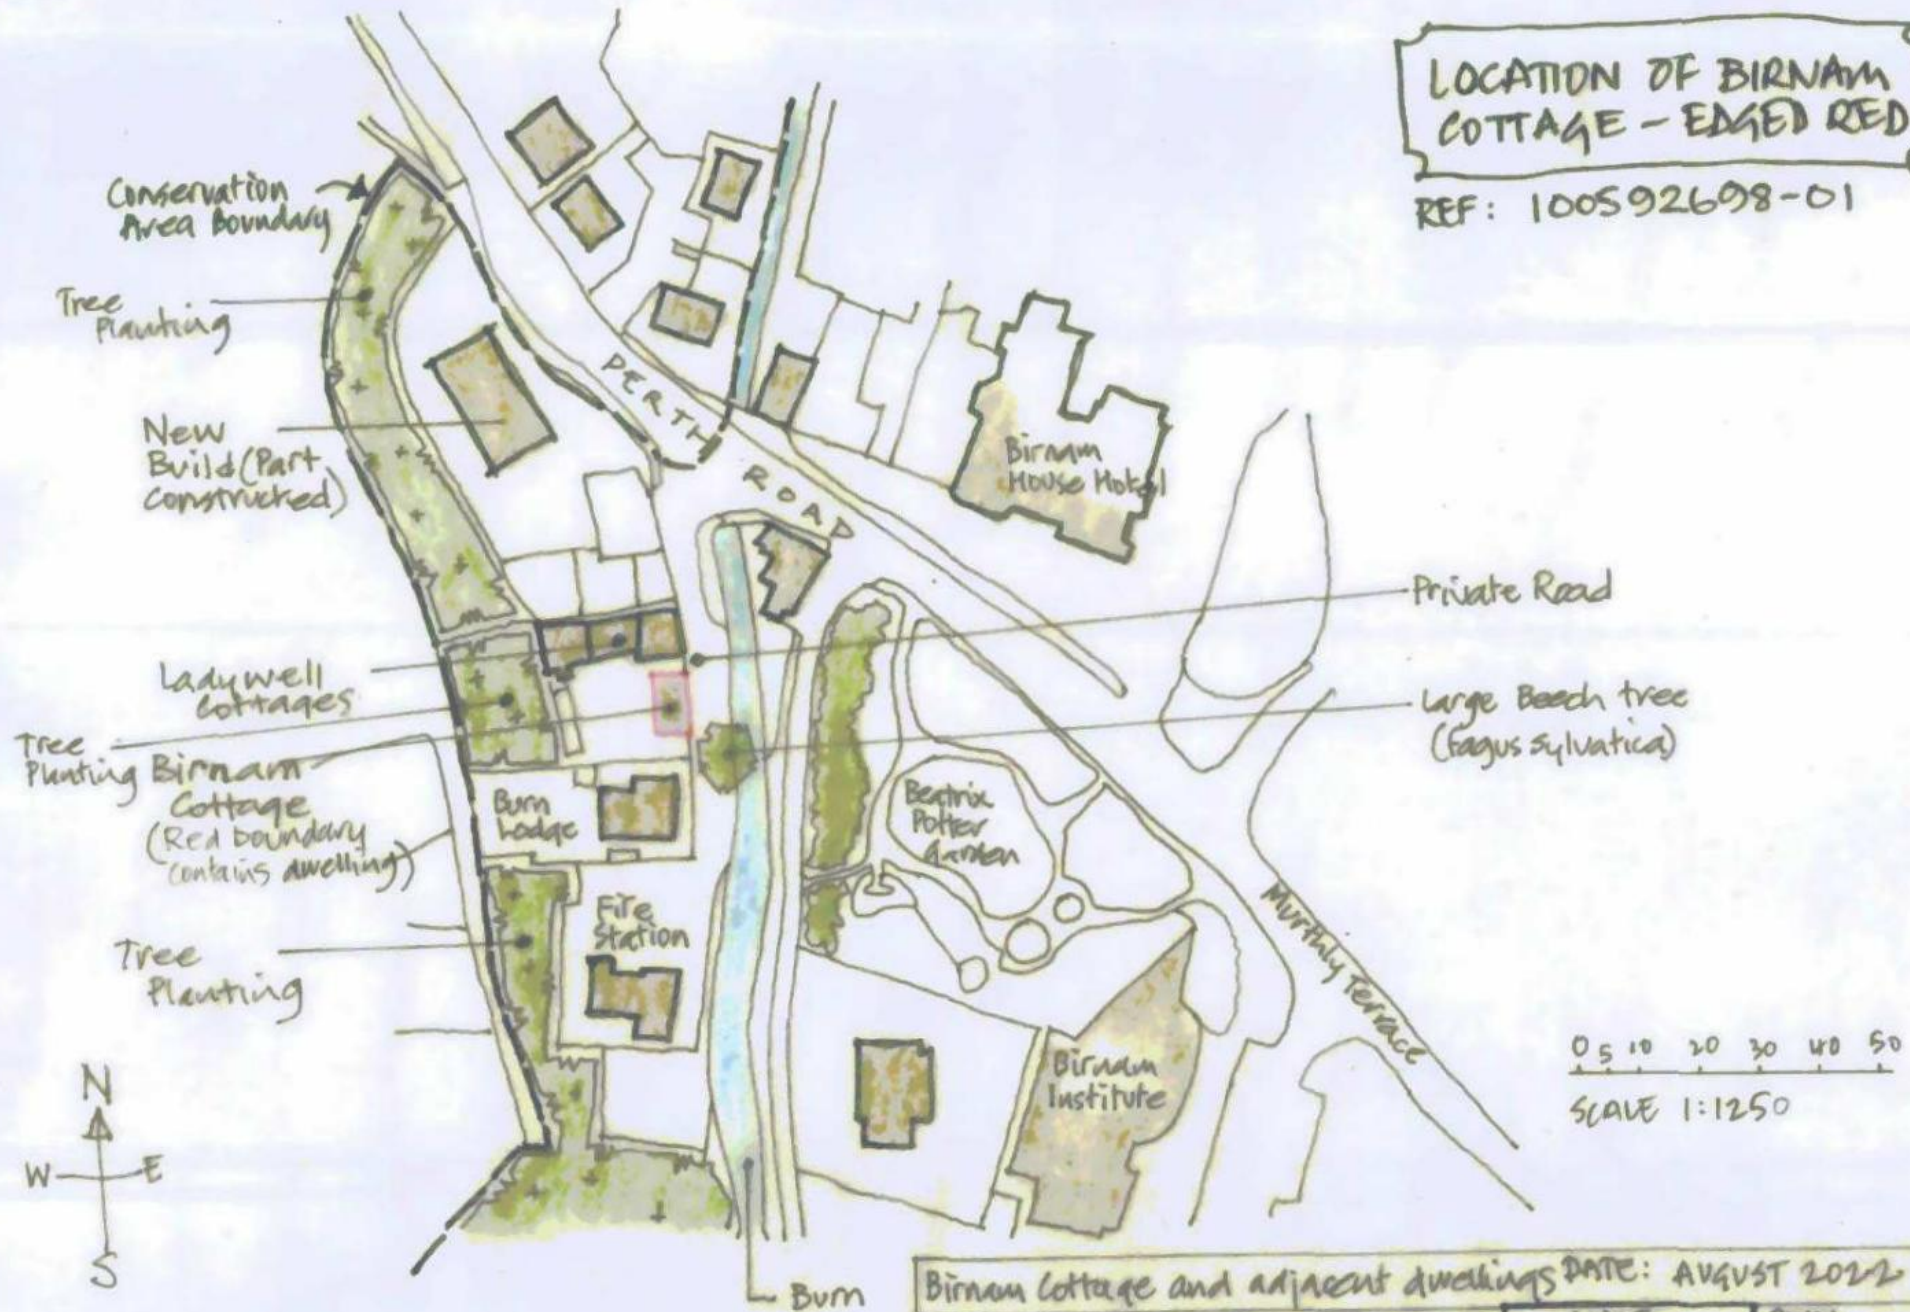 LOCATION OF BIRNAM
COTTAGE - EDGED RED
REF: 100592698-01
Conservation
Area Boundary
Tree
Planting
New
Build (Part
constructed)
PERTH
ROAD
Birnam
House Hotel
Private Road
Ladywell
Cottages
Large Beech tree
(fagus sylvatica)
Tree
Planting
Birnam
Cottage
(Red boundary
contains dwelling)
Burn
Lodge
Beatrix
Potter
Garden
Fire
Station
Tree
Planting
Murthly Terrace
Birnam
Institute
0 5 10 20 30 40 50
SCALE 1:1250
N
W E
S
Burn
Birnam Cottage and adjacent dwellings DATE: AUGUST 2022